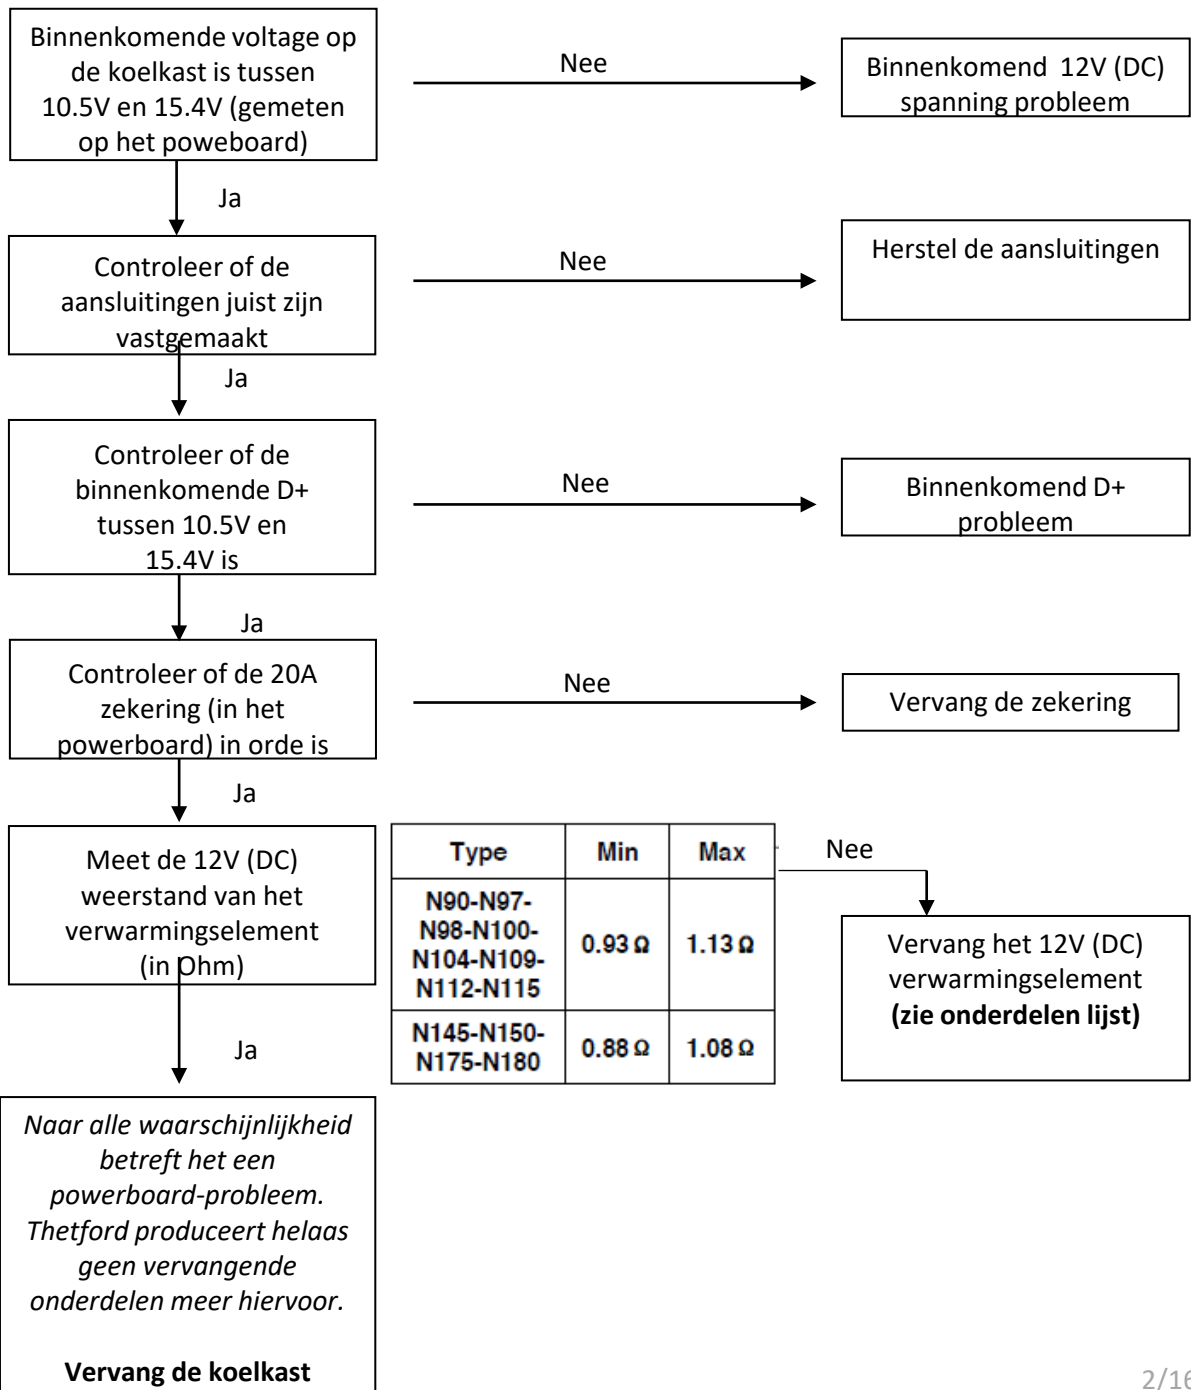 Binnenkomende voltage op
de koelkast is tussen
10.5V en 15.4V (gemeten
op het poweboard)
Nee
Binnenkomend 12V (DC)
spanning probleem
Ja
Controleer of de
aansluitingen juist zijn
vastgemaakt
Nee
Herstel de aansluitingen
Ja
Controleer of de
binnenkomende D+
tussen 10.5V en
15.4V is
Nee
Binnenkomend D+
probleem
Ja
Controleer of de 20A
zekering (in het
powerboard) in orde is
Nee
Vervang de zekering
Ja
Meet de 12V (DC)
weerstand van het
verwarmingselement
(in Ohm)
Type Min Max
N90-N97-
N98-N100-
N104-N109-
N112-N115
0.93 Ω 1.13 Ω
N145-N150-
N175-N180
0.88 Ω 1.08 Ω
Nee
Vervang het 12V (DC)
verwarmingselement
(zie onderdelen lijst)
Ja
Naar alle waarschijnlijkheid
betreft het een
powerboard-probleem.
Thetford produceert helaas
geen vervangende
onderdelen meer hiervoor.
Vervang de koelkast
2/16